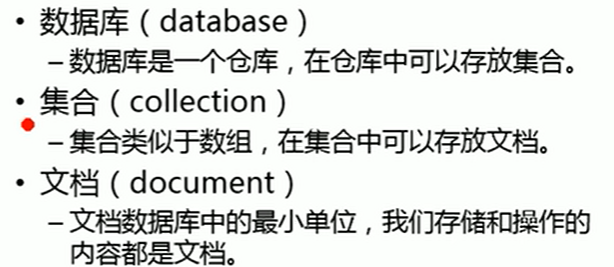 • 数据库（database）
– 数据库是一个仓库，在仓库中可以存放集合。
• 集合（collection）
– 集合类似于数组，在集合中可以存放文档。
• 文档（document）
– 文档数据库中的最小单位，我们存储和操作的
内容都是文档。